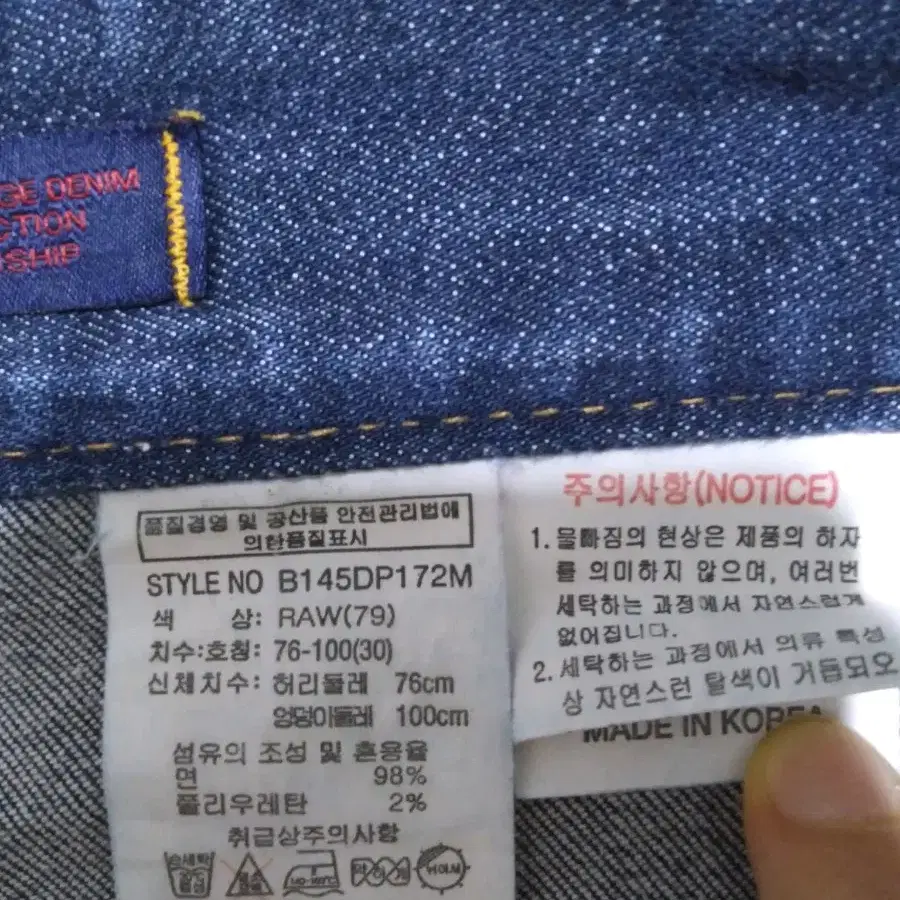 GE DENIM
CTION
SHIP
품질경영 및 공산품 안전관리법에
의한품질표시
STYLE NO B145DP172M
색 상: RAW(79)
치수:호칭: 76-100(30)
신체치수: 허리둘레 76cm
엉덩이둘레 100cm
섬유의 조성 및 혼용율
면 98%
폴리우레탄 2%
취급상주의사항
손세탁
중성
뉘어서
주의사항(NOTICE)
1. 물빠짐의 현상은 제품의 하자
를 의미하지 않으며, 여러번
세탁하는 과정에서 자연스럽게
없어집니다.
2. 세탁하는 과정에서 의류 특성
상 자연스런 탈색이 거듭되오
MADE IN KOREA